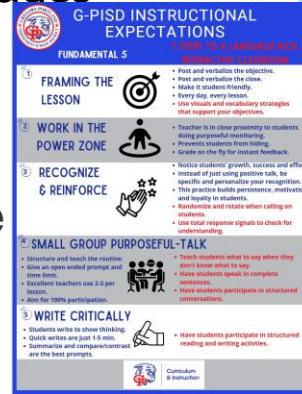 G-PISD INSTRUCTIONAL
EXPECTATIONS
FUNDAMENTAL 5
7 STEPS TO A LANGUAGE-RICH
INTERACTIVE CLASSROOM
1
FRAMING THE
LESSON
• Post and verbalize the objective.
• Post and verbalize the close.
• Make it student-friendly.
• Every day, every lesson.
• Use visuals and vocabulary strategies
that support your objectives.
2
WORK IN THE
POWER ZONE
• Teacher is in close proximity to students
doing purposeful monitoring.
• Prevents students from hiding.
• Grade on the fly for instant feedback.
3
RECOGNIZE
& REINFORCE
• Notice students' growth, success and
• Instead of just using positive talk, be
specific and personalize your recognition.
• This practice builds persistence,
and loyalty in students.
• Randomize and rotate when calling on
students.
• Use total response signals to check for
understanding.
4
SMALL GROUP PURPOSEFUL-TALK
• Structure and teach the routine.
• Give an open ended prompt and
time limit.
• Excellent teachers use 2-3 per
lesson.
• Aim for 100% participation.
• Teach students what to say when they
don't know what to say.
• Have students speak in complete
sentences.
• Have students participate in structured
conversations.
5
WRITE CRITICALLY
• Students write to show thinking.
• Quick writes are just 1-5 min.
• Summarize and compare/contrast
are the best prompts.
• Have students participate in structured
reading and writing activities.
Curriculum
& Instruction